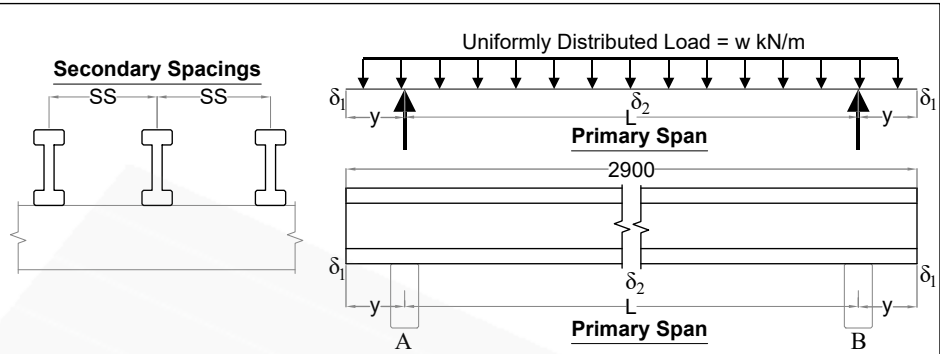 Secondary Spacings
SS SS
Uniformly Distributed Load = w kN/m
δ1 δ2 δ1
y L y
Primary Span
2900
δ1 δ2 δ1
y L y
Primary Span
A B